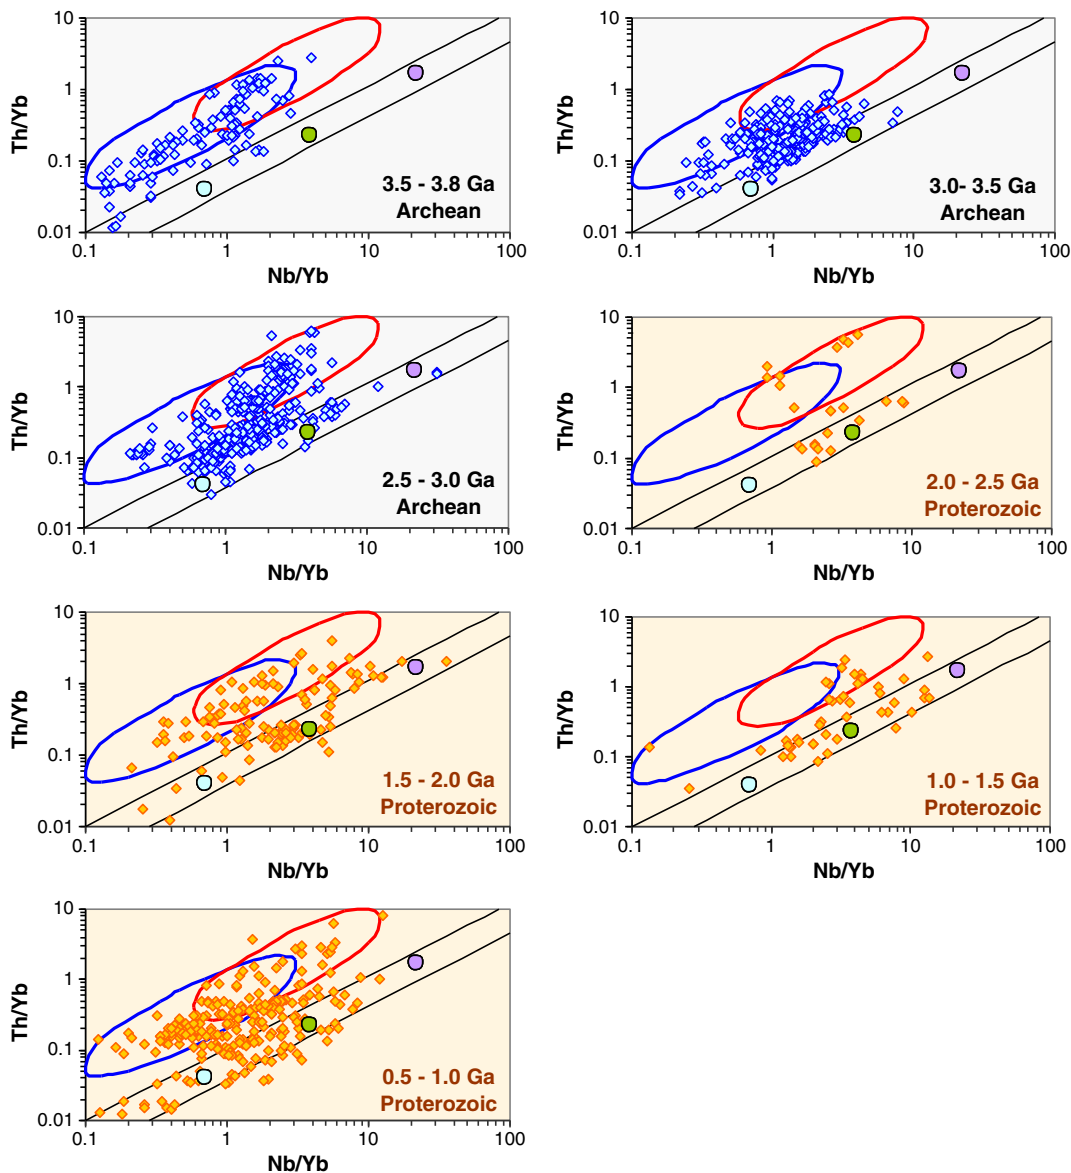 10
1
0.1
0.01
Th/Yb
3.5 - 3.8 Ga
Archean
0.1 1 10 100
Nb/Yb
10
1
0.1
0.01
Th/Yb
3.0- 3.5 Ga
Archean
0.1 1 10 100
Nb/Yb
10
1
0.1
0.01
Th/Yb
2.5 - 3.0 Ga
Archean
0.1 1 10 100
Nb/Yb
10
1
0.1
0.01
Th/Yb
2.0 - 2.5 Ga
Proterozoic
0.1 1 10 100
Nb/Yb
10
1
0.1
0.01
Th/Yb
1.5 - 2.0 Ga
Proterozoic
0.1 1 10 100
Nb/Yb
10
1
0.1
0.01
Th/Yb
1.0 - 1.5 Ga
Proterozoic
0.1 1 10 100
Nb/Yb
10
1
0.1
0.01
Th/Yb
0.5 - 1.0 Ga
Proterozoic
0.1 1 10 100
Nb/Yb